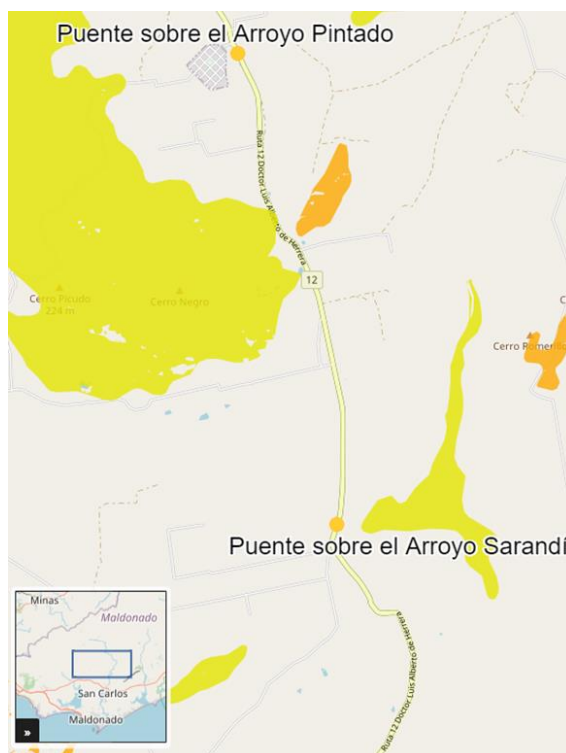 Puente sobre el Arroyo Pintado
Ruta 12 Doctor Luis Alberto de Herrera
12
Cerro Picudo
224 m
Cerro Negro
C
Cerro Romerillo
Puente sobre el Arroyo Sarandí
Ruta 12 Doctor Luis Alberto de Herrera
Minas
Maldonado
San Carlos
Maldonado
»